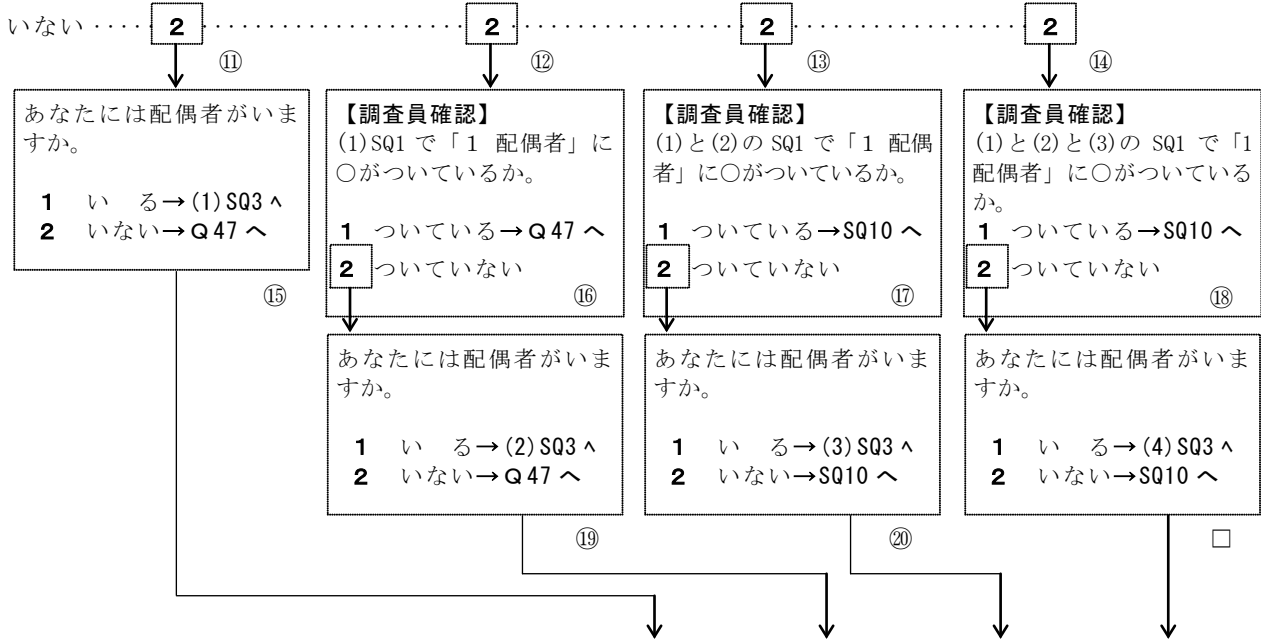 いない‥‥ 2 ‥‥‥‥‥‥‥‥ 2 ‥‥‥‥‥‥‥‥ 2 ‥‥‥‥‥‥‥‥ 2
⑪ ⑫ ⑬ ⑭
あなたには配偶者がいま
すか。
1 い る→(1)SQ3へ
2 いない→Q47へ
⑮
【調査員確認】
(1)SQ1で「1 配偶者」に
○がついているか。
1 ついている→Q47へ
2 ついていない
⑯
【調査員確認】
(1)と(2)のSQ1で「1 配偶
者」に○がついているか。
1 ついている→SQ10へ
2 ついていない
⑰
【調査員確認】
(1)と(2)と(3)のSQ1で「1
配偶者」に○がついている
か。
1 ついている→SQ10へ
2 ついていない
⑱
あなたには配偶者がいま
すか。
1 い る→(2)SQ3へ
2 いない→Q47へ
⑲
あなたには配偶者がいま
すか。
1 い る→(3)SQ3へ
2 いない→SQ10へ
⑳
あなたには配偶者がいま
すか。
1 い る→(4)SQ3へ
2 いない→SQ10へ
□